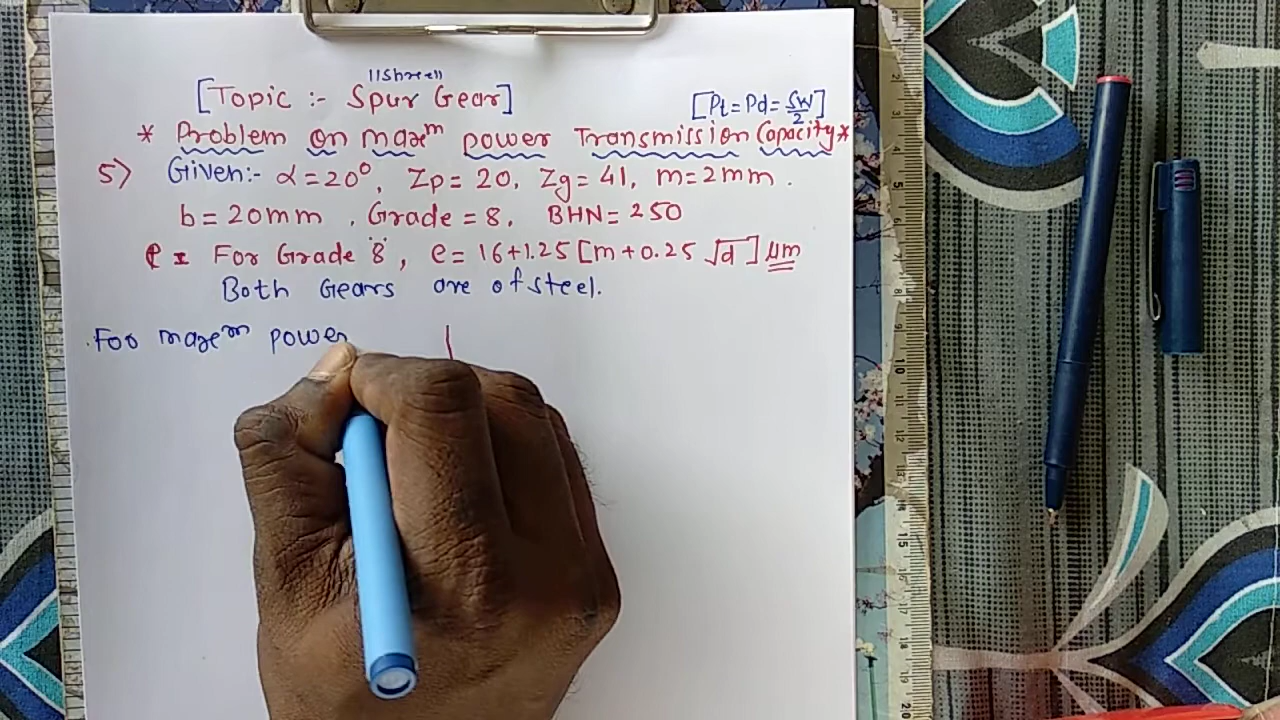 ||Shree||
[Topic :- Spur Gear]
[Pt = Pd = Sw/2]
* Problem on maxᵐ power Transmission Capacity *
5) Given:- α = 20°, Zp = 20, Zg = 41, m = 2mm.
b = 20mm, Grade = 8, BHN = 250
For Grade 8, e = 16 + 1.25 [m + 0.25 √d] μm
Both Gears are of steel.
For maxᵐ power